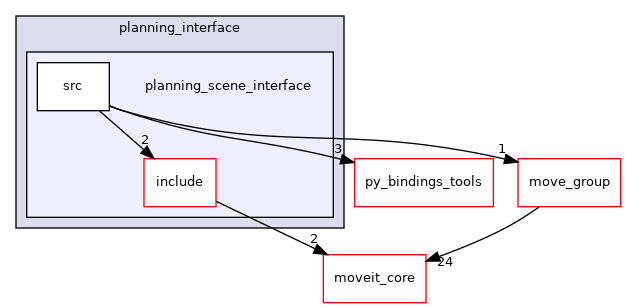 planning_interface
src
planning_scene_interface
2
3
1
include
py_bindings_tools
move_group
2
24
moveit_core